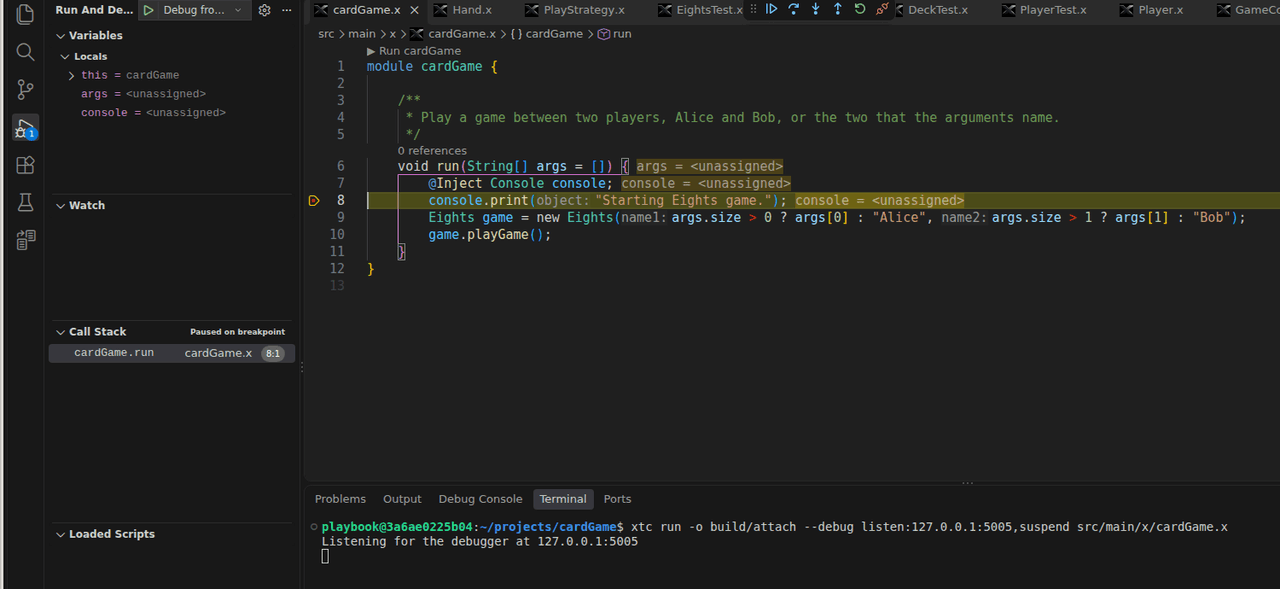 Run And De... Debug fro...
Variables
Locals
this = cardGame
args = <unassigned>
console = <unassigned>
Watch
Call Stack Paused on breakpoint
cardGame.run cardGame.x 8:1
Loaded Scripts
1
cardGame.x Hand.x PlayStrategy.x EightsTest.x DeckTest.x PlayerTest.x Player.x GameCo
src > main > x > cardGame.x > {} cardGame > run
Run cardGame
1 module cardGame {
2
3 /**
4 * Play a game between two players, Alice and Bob, or the two that the arguments name.
5 */
0 references
6 void run(String[] args = []) { args = <unassigned>
7 @Inject Console console; console = <unassigned>
8 console.print(object: "Starting Eights game."); console = <unassigned>
9 Eights game = new Eights(name1: args.size > 0 ? args[0] : "Alice", name2: args.size > 1 ? args[1] : "Bob");
10 game.playGame();
11 }
12 }
13
Problems Output Debug Console Terminal Ports
playbook@3a6ae0225b04:~/projects/cardGame$ xtc run -o build/attach --debug listen:127.0.0.1:5005,suspend src/main/x/cardGame.x
Listening for the debugger at 127.0.0.1:5005